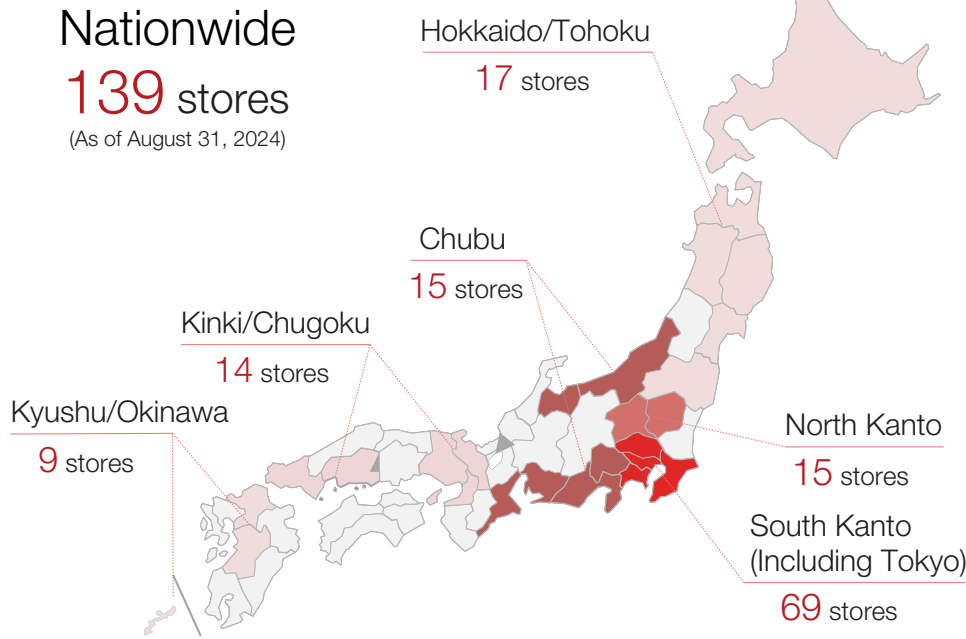 Nationwide
139 stores
(As of August 31, 2024)
Hokkaido/Tohoku
17 stores
Chubu
15 stores
Kinki/Chugoku
14 stores
Kyushu/Okinawa
9 stores
North Kanto
15 stores
South Kanto
(Including Tokyo)
69 stores